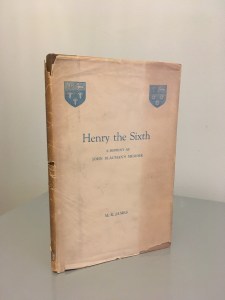 Henry the Sixth
A REPRINT OF
JOHN BLACMAN'S MEMOIR
M. R. JAMES